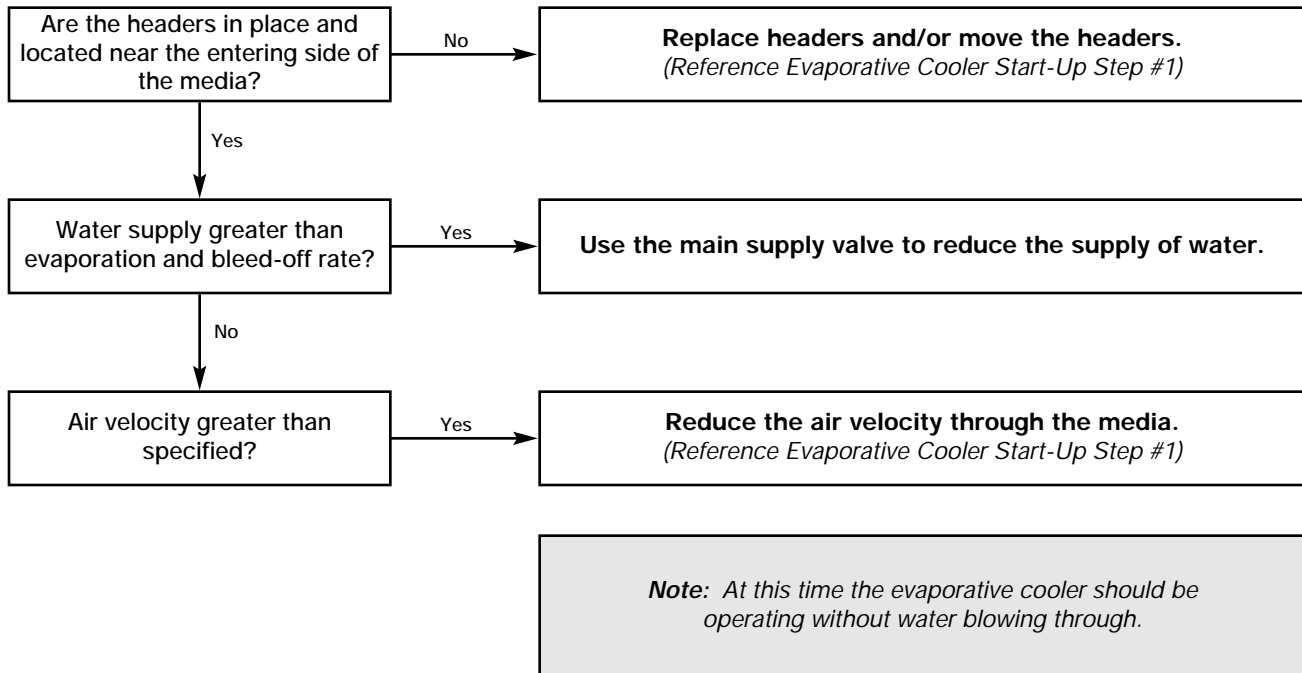 Are the headers in place and
located near the entering side of
the media?
No
Replace headers and/or move the headers.
(Reference Evaporative Cooler Start-Up Step #1)
Yes
Water supply greater than
evaporation and bleed-off rate?
Yes
Use the main supply valve to reduce the supply of water.
No
Air velocity greater than
specified?
Yes
Reduce the air velocity through the media.
(Reference Evaporative Cooler Start-Up Step #1)
Note: At this time the evaporative cooler should be
operating without water blowing through.